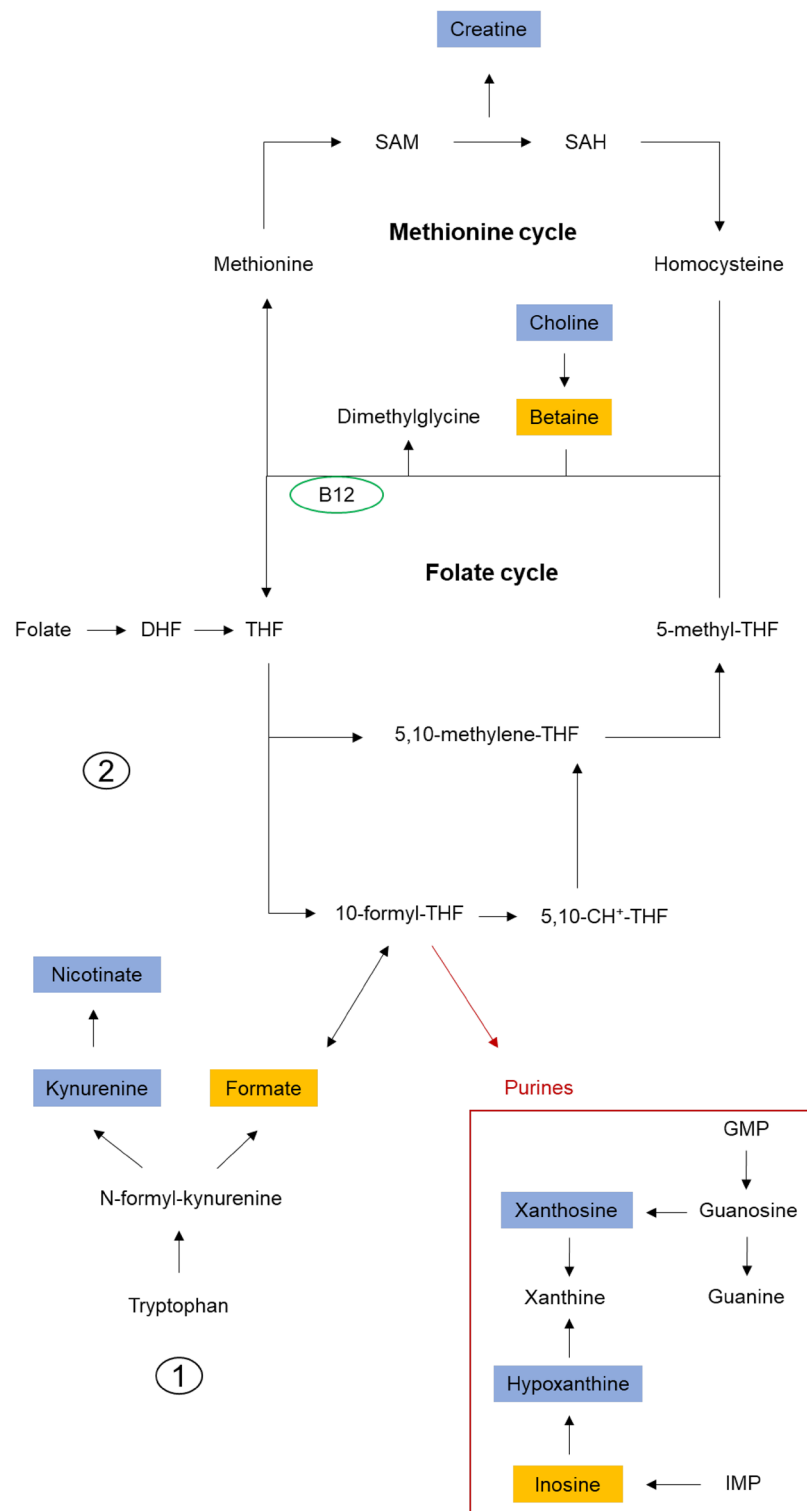 Creatine
SAM
SAH
Methionine cycle
Methionine
Homocysteine
Choline
Dimethylglycine
Betaine
B12
Folate cycle
Folate
DHF
THF
5-methyl-THF
5,10-methylene-THF
2
10-formyl-THF
5,10-CH⁺-THF
Nicotinate
Kynurenine
Formate
Purines
GMP
N-formyl-kynurenine
Xanthosine
Guanosine
Tryptophan
Xanthine
Guanine
1
Hypoxanthine
Inosine
IMP